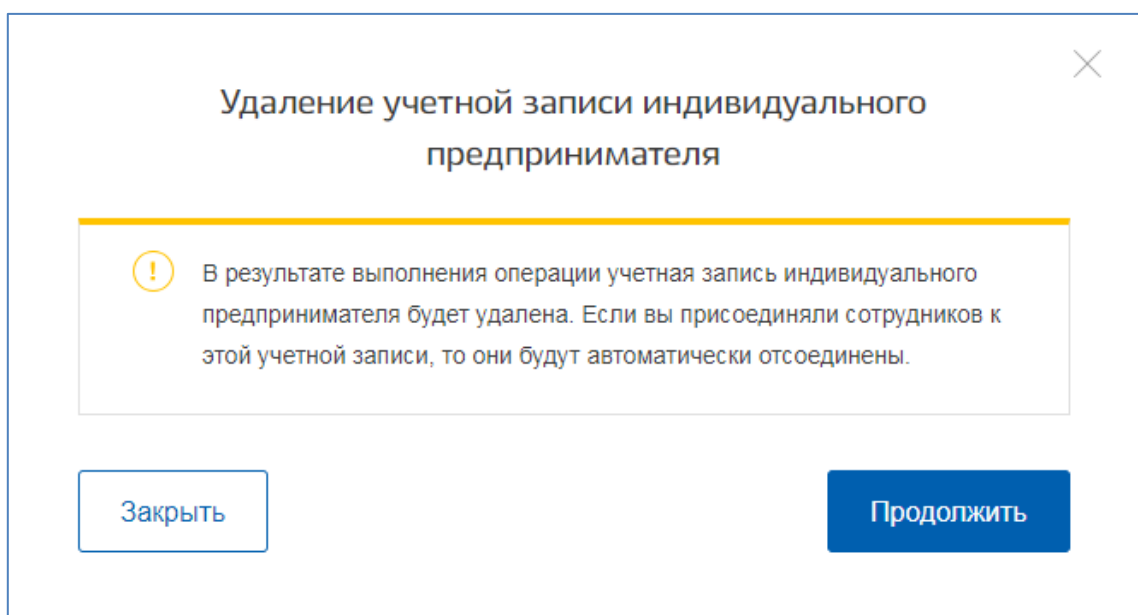 Удаление учетной записи индивидуального
предпринимателя
В результате выполнения операции учетная запись индивидуального
предпринимателя будет удалена. Если вы присоединяли сотрудников к
этой учетной записи, то они будут автоматически отсоединены.
Закрыть
Продолжить